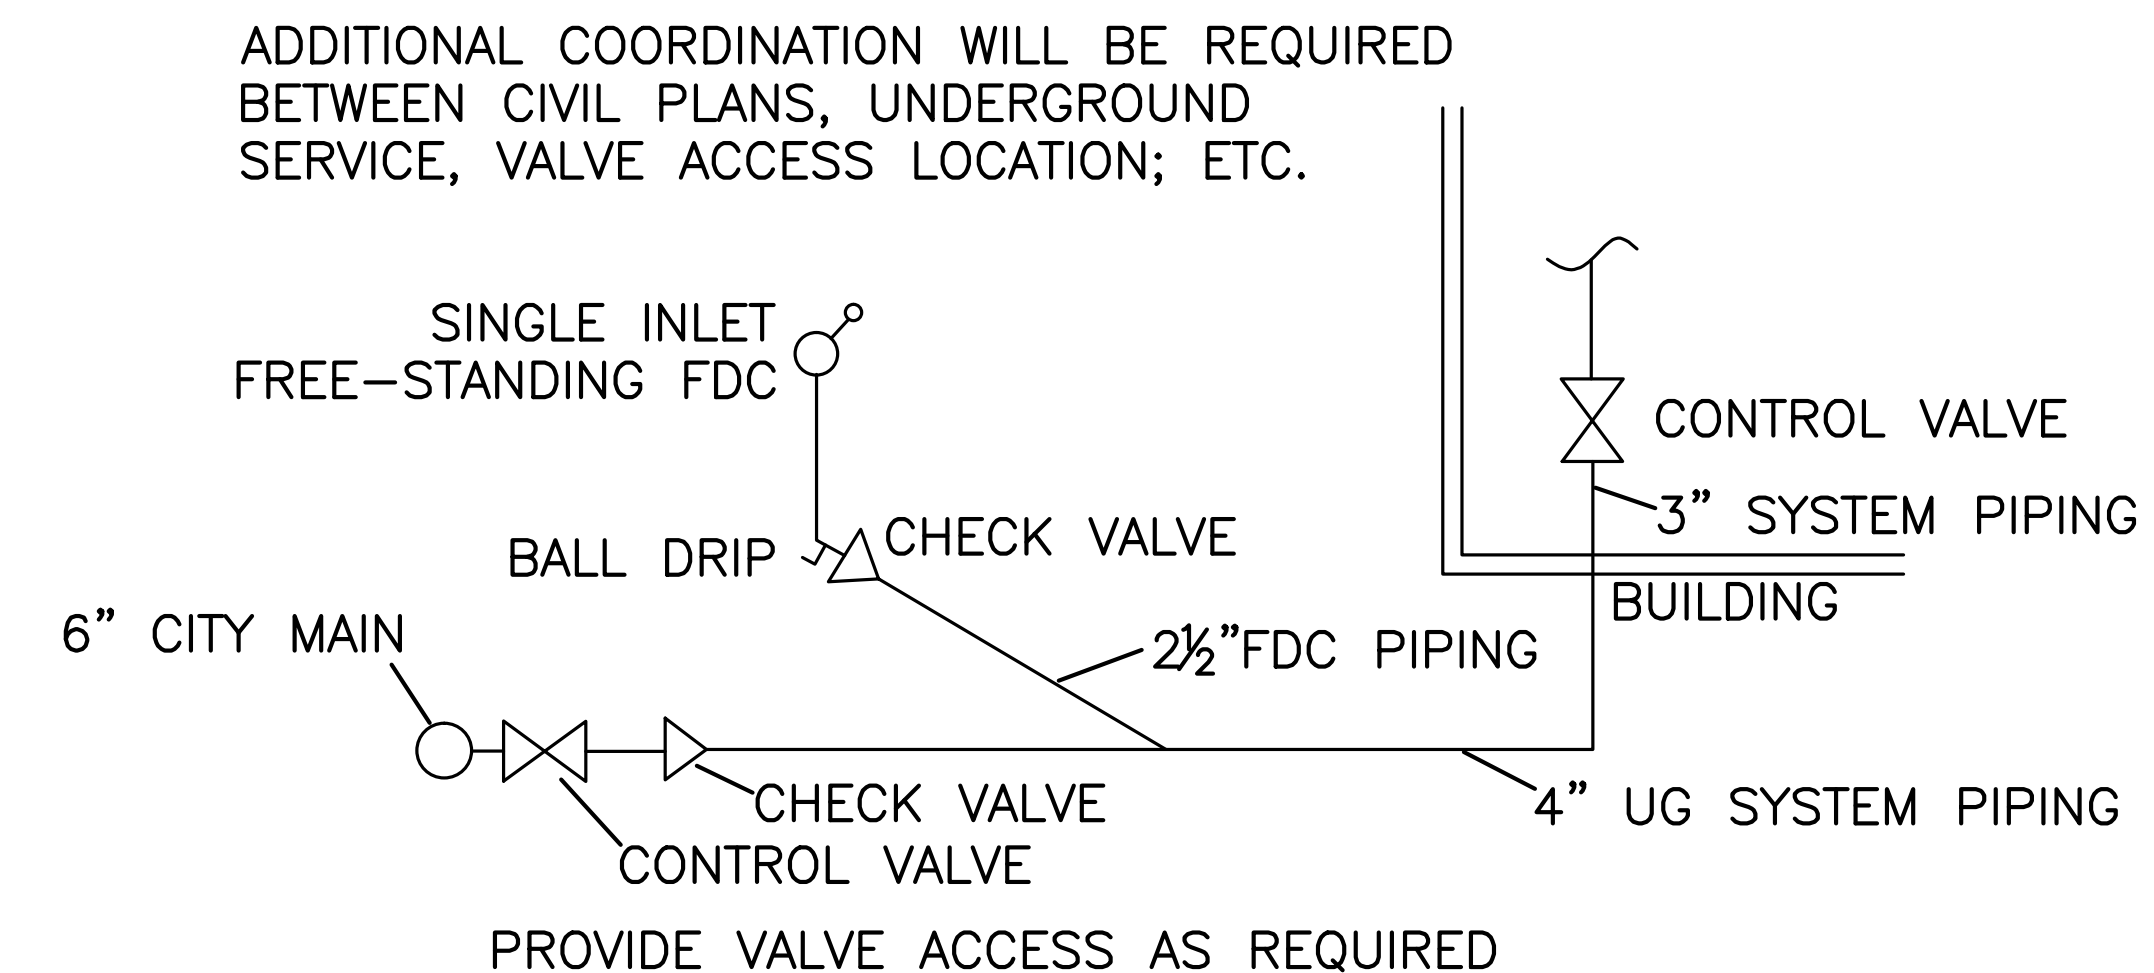 ADDITIONAL COORDINATION WILL BE REQUIRED
BETWEEN CIVIL PLANS, UNDERGROUND
SERVICE, VALVE ACCESS LOCATION; ETC.
SINGLE INLET
FREE-STANDING FDC
CONTROL VALVE
3” SYSTEM PIPING
CHECK VALVE
BALL DRIP
BUILDING
6” CITY MAIN
2½”FDC PIPING
CHECK VALVE
4” UG SYSTEM PIPING
CONTROL VALVE
PROVIDE VALVE ACCESS AS REQUIRED